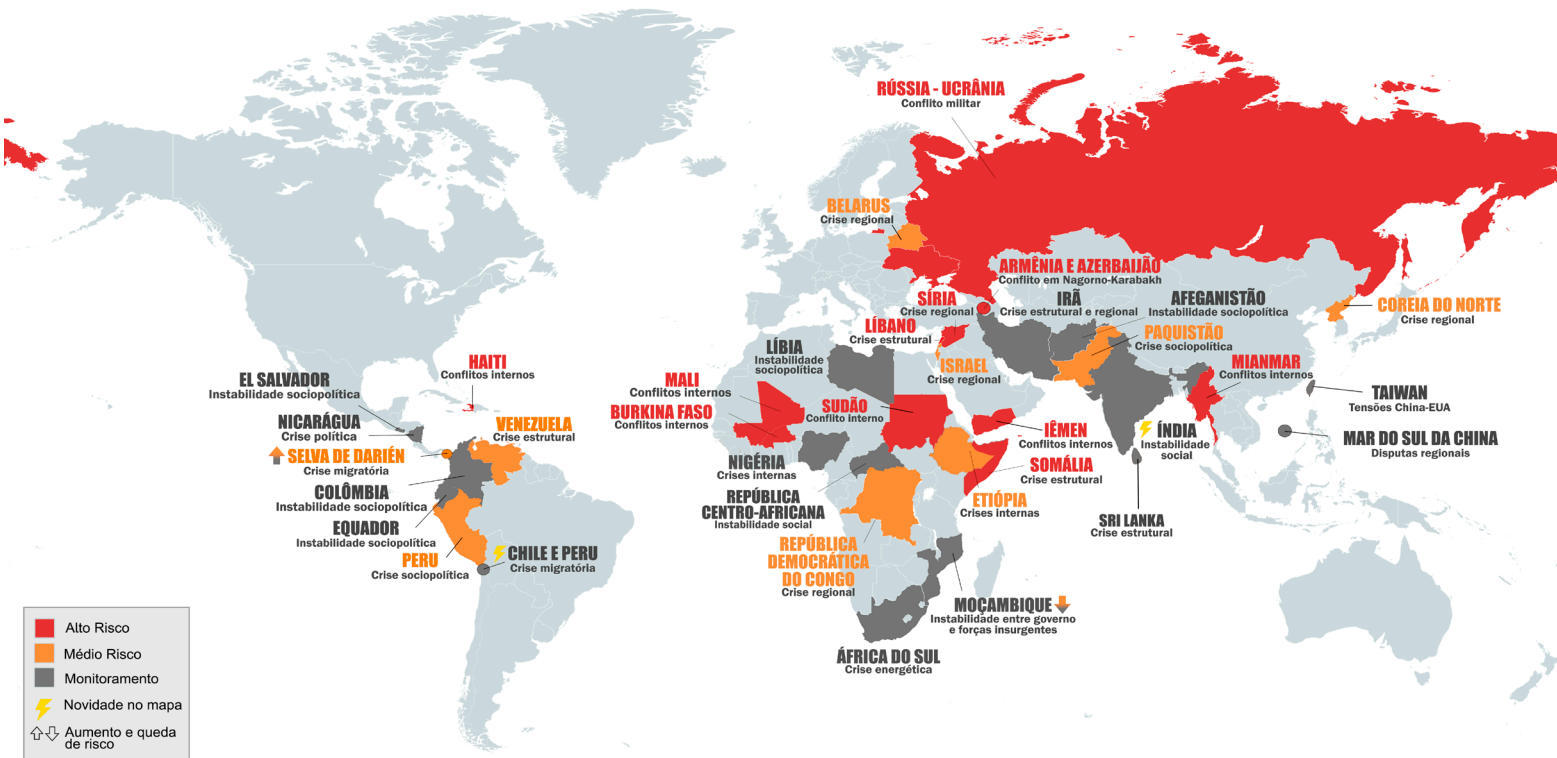 RÚSSIA - UCRÂNIA
Conflito militar
BELARUS
Crise regional
ARMÊNIA E AZERBAIJÃO
Conflito em Nagorno-Karabakh
SÍRIA
Crise regional
IRÃ
Crise estrutural e regional
AFEGANISTÃO
Instabilidade sociopolítica
COREIA DO NORTE
Crise regional
LÍBANO
Crise estrutural
PAQUISTÃO
Crise sociopolítica
LÍBIA
Instabilidade
sociopolítica
ISRAEL
Crise regional
MIANMAR
Conflitos internos
HAITI
Conflitos internos
EL SALVADOR
Instabilidade sociopolítica
MALI
Conflitos internos
TAIWAN
Tensões China-EUA
BURKINA FASO
Conflitos internos
SUDÃO
Conflito interno
NICARÁGUA
Crise política
VENEZUELA
Crise estrutural
IÊMEN
Conflitos internos
ÍNDIA
Instabilidade
social
MAR DO SUL DA CHINA
Disputas regionais
SELVA DE DARIÉN
Crise migratória
NIGÉRIA
Crises internas
SOMÁLIA
Crise estrutural
COLÔMBIA
Instabilidade sociopolítica
REPÚBLICA
CENTRO-AFRICANA
Instabilidade social
ETIÓPIA
Crises internas
SRI LANKA
Crise estrutural
EQUADOR
Instabilidade sociopolítica
PERU
Crise sociopolítica
CHILE E PERU
Crise migratória
REPÚBLICA
DEMOCRÁTICA
DO CONGO
Crise regional
MOÇAMBIQUE
Instabilidade entre governo
e forças insurgentes
ÁFRICA DO SUL
Crise energética
Alto Risco
Médio Risco
Monitoramento
Novidade no mapa
Aumento e queda
de risco